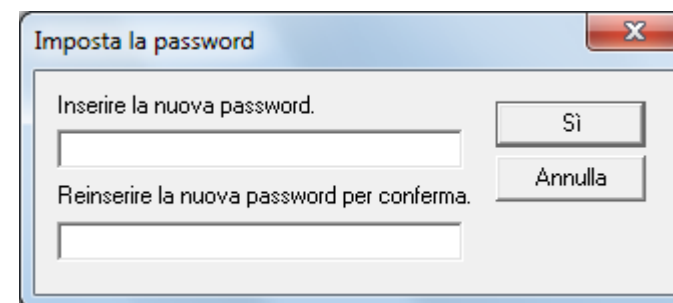 Imposta la password
Inserire la nuova password.
Sì
Annulla
Reinserire la nuova password per conferma.